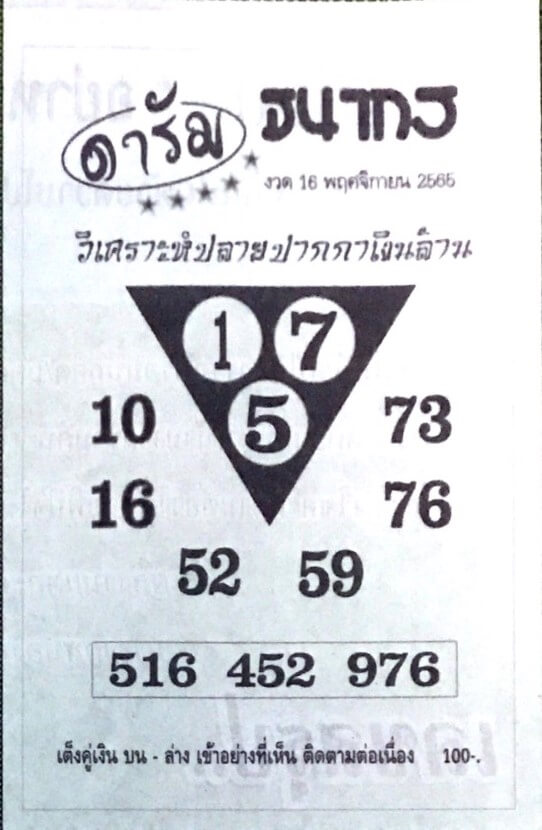 ดารัม ธนากร
งวด 16 พฤศจิกายน 2565
วิเคราะห์ปลายปากกาเงินล้าน
1 7
5
10 73
16 76
52 59
516 452 976
เต็งคู่เงิน บน - ล่าง เข้าอย่างที่เห็น ติดตามต่อเนื่อง 100-.